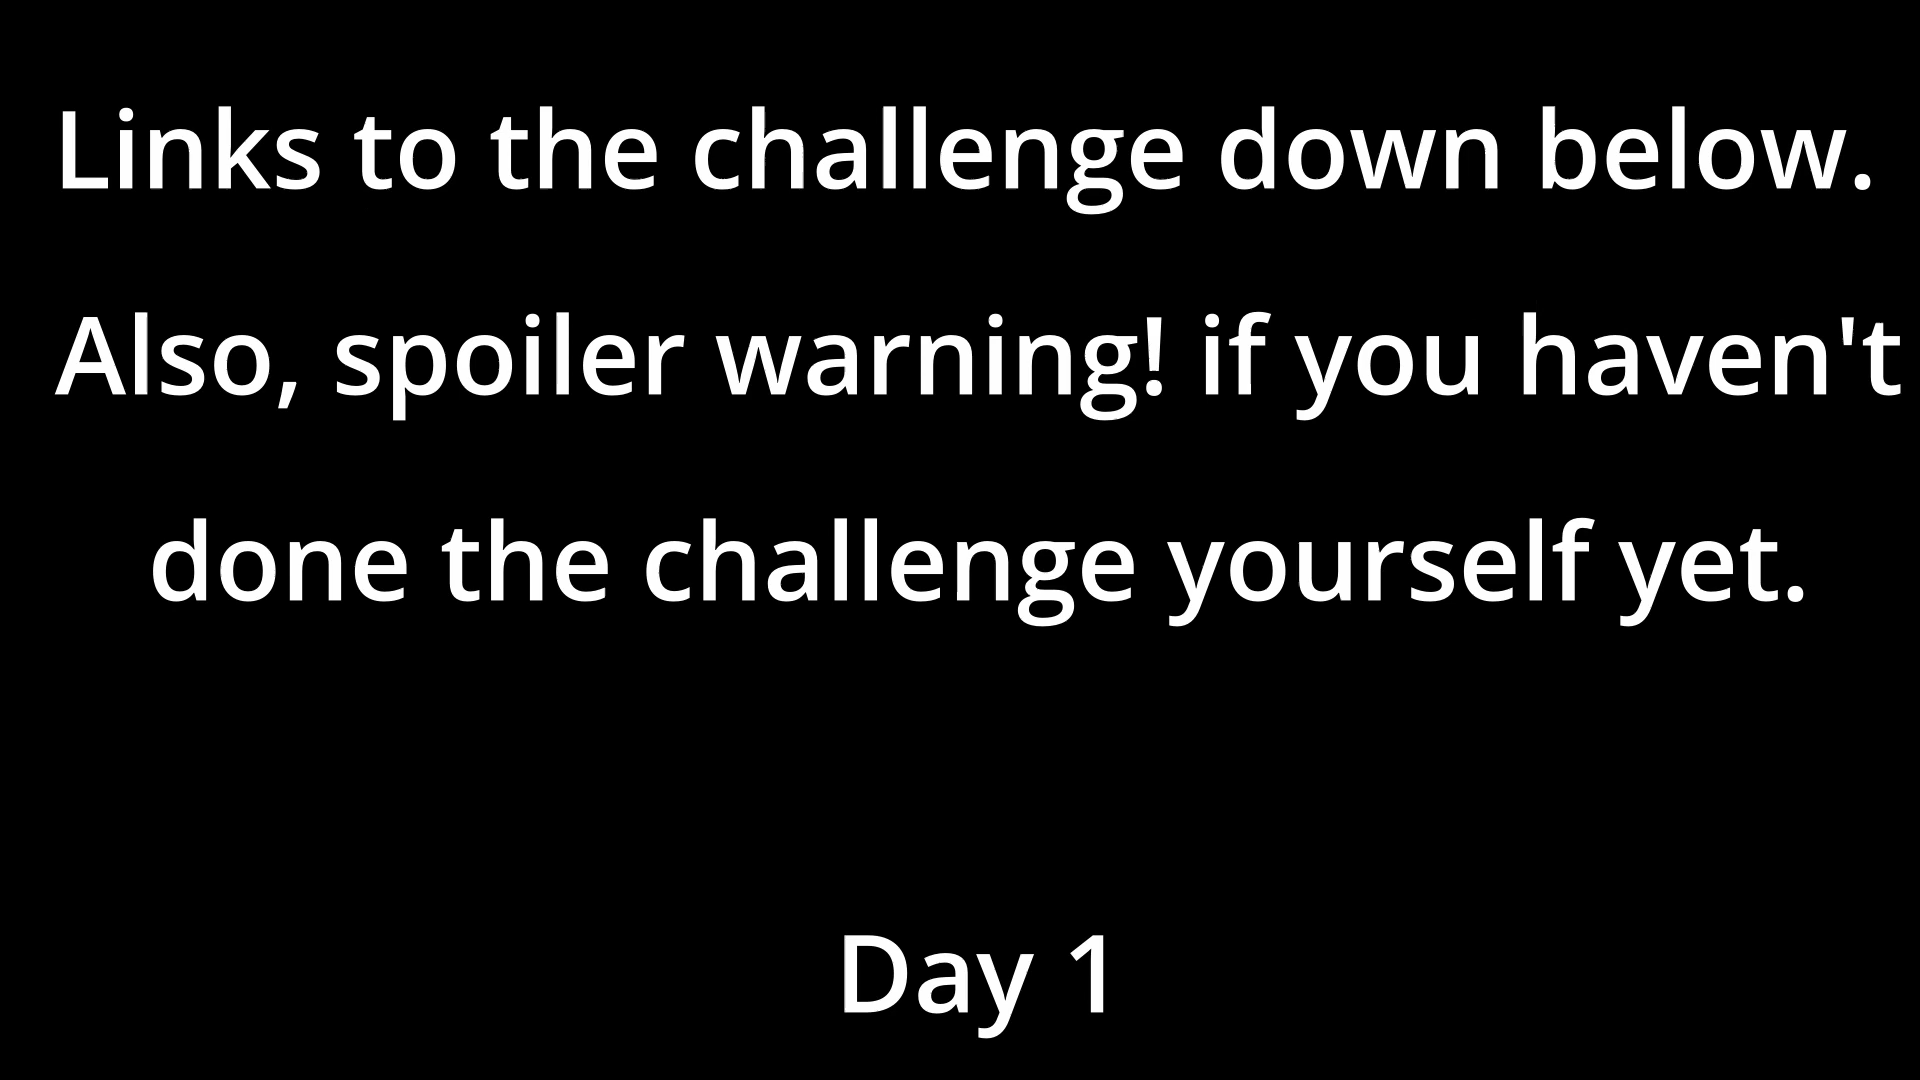 Links to the challenge down below.
Also, spoiler warning! if you haven't
done the challenge yourself yet.
Day 1